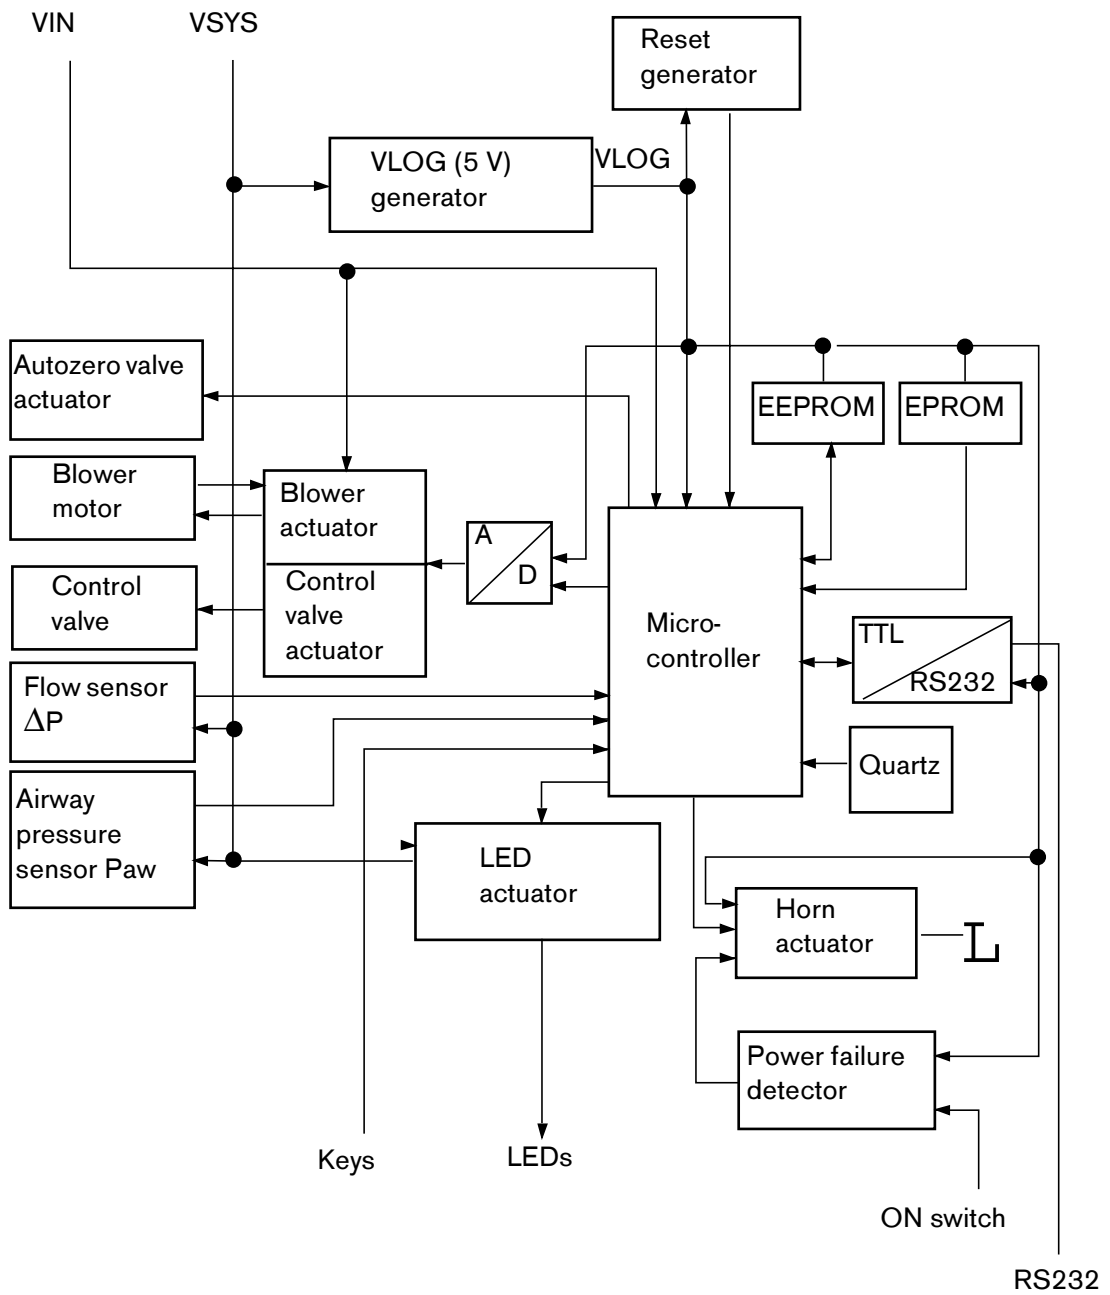 VIN
VSYS
Reset
generator
VLOG (5 V)
generator
VLOG
Autozero valve
actuator
EEPROM
EPROM
Blower
motor
Blower
actuator
A
D
Control
valve
Control
valve
actuator
Micro-
controller
TTL
RS232
Flow sensor
ΔP
Quartz
Airway
pressure
sensor Paw
LED
actuator
Horn
actuator
Power failure
detector
Keys
LEDs
ON switch
RS232